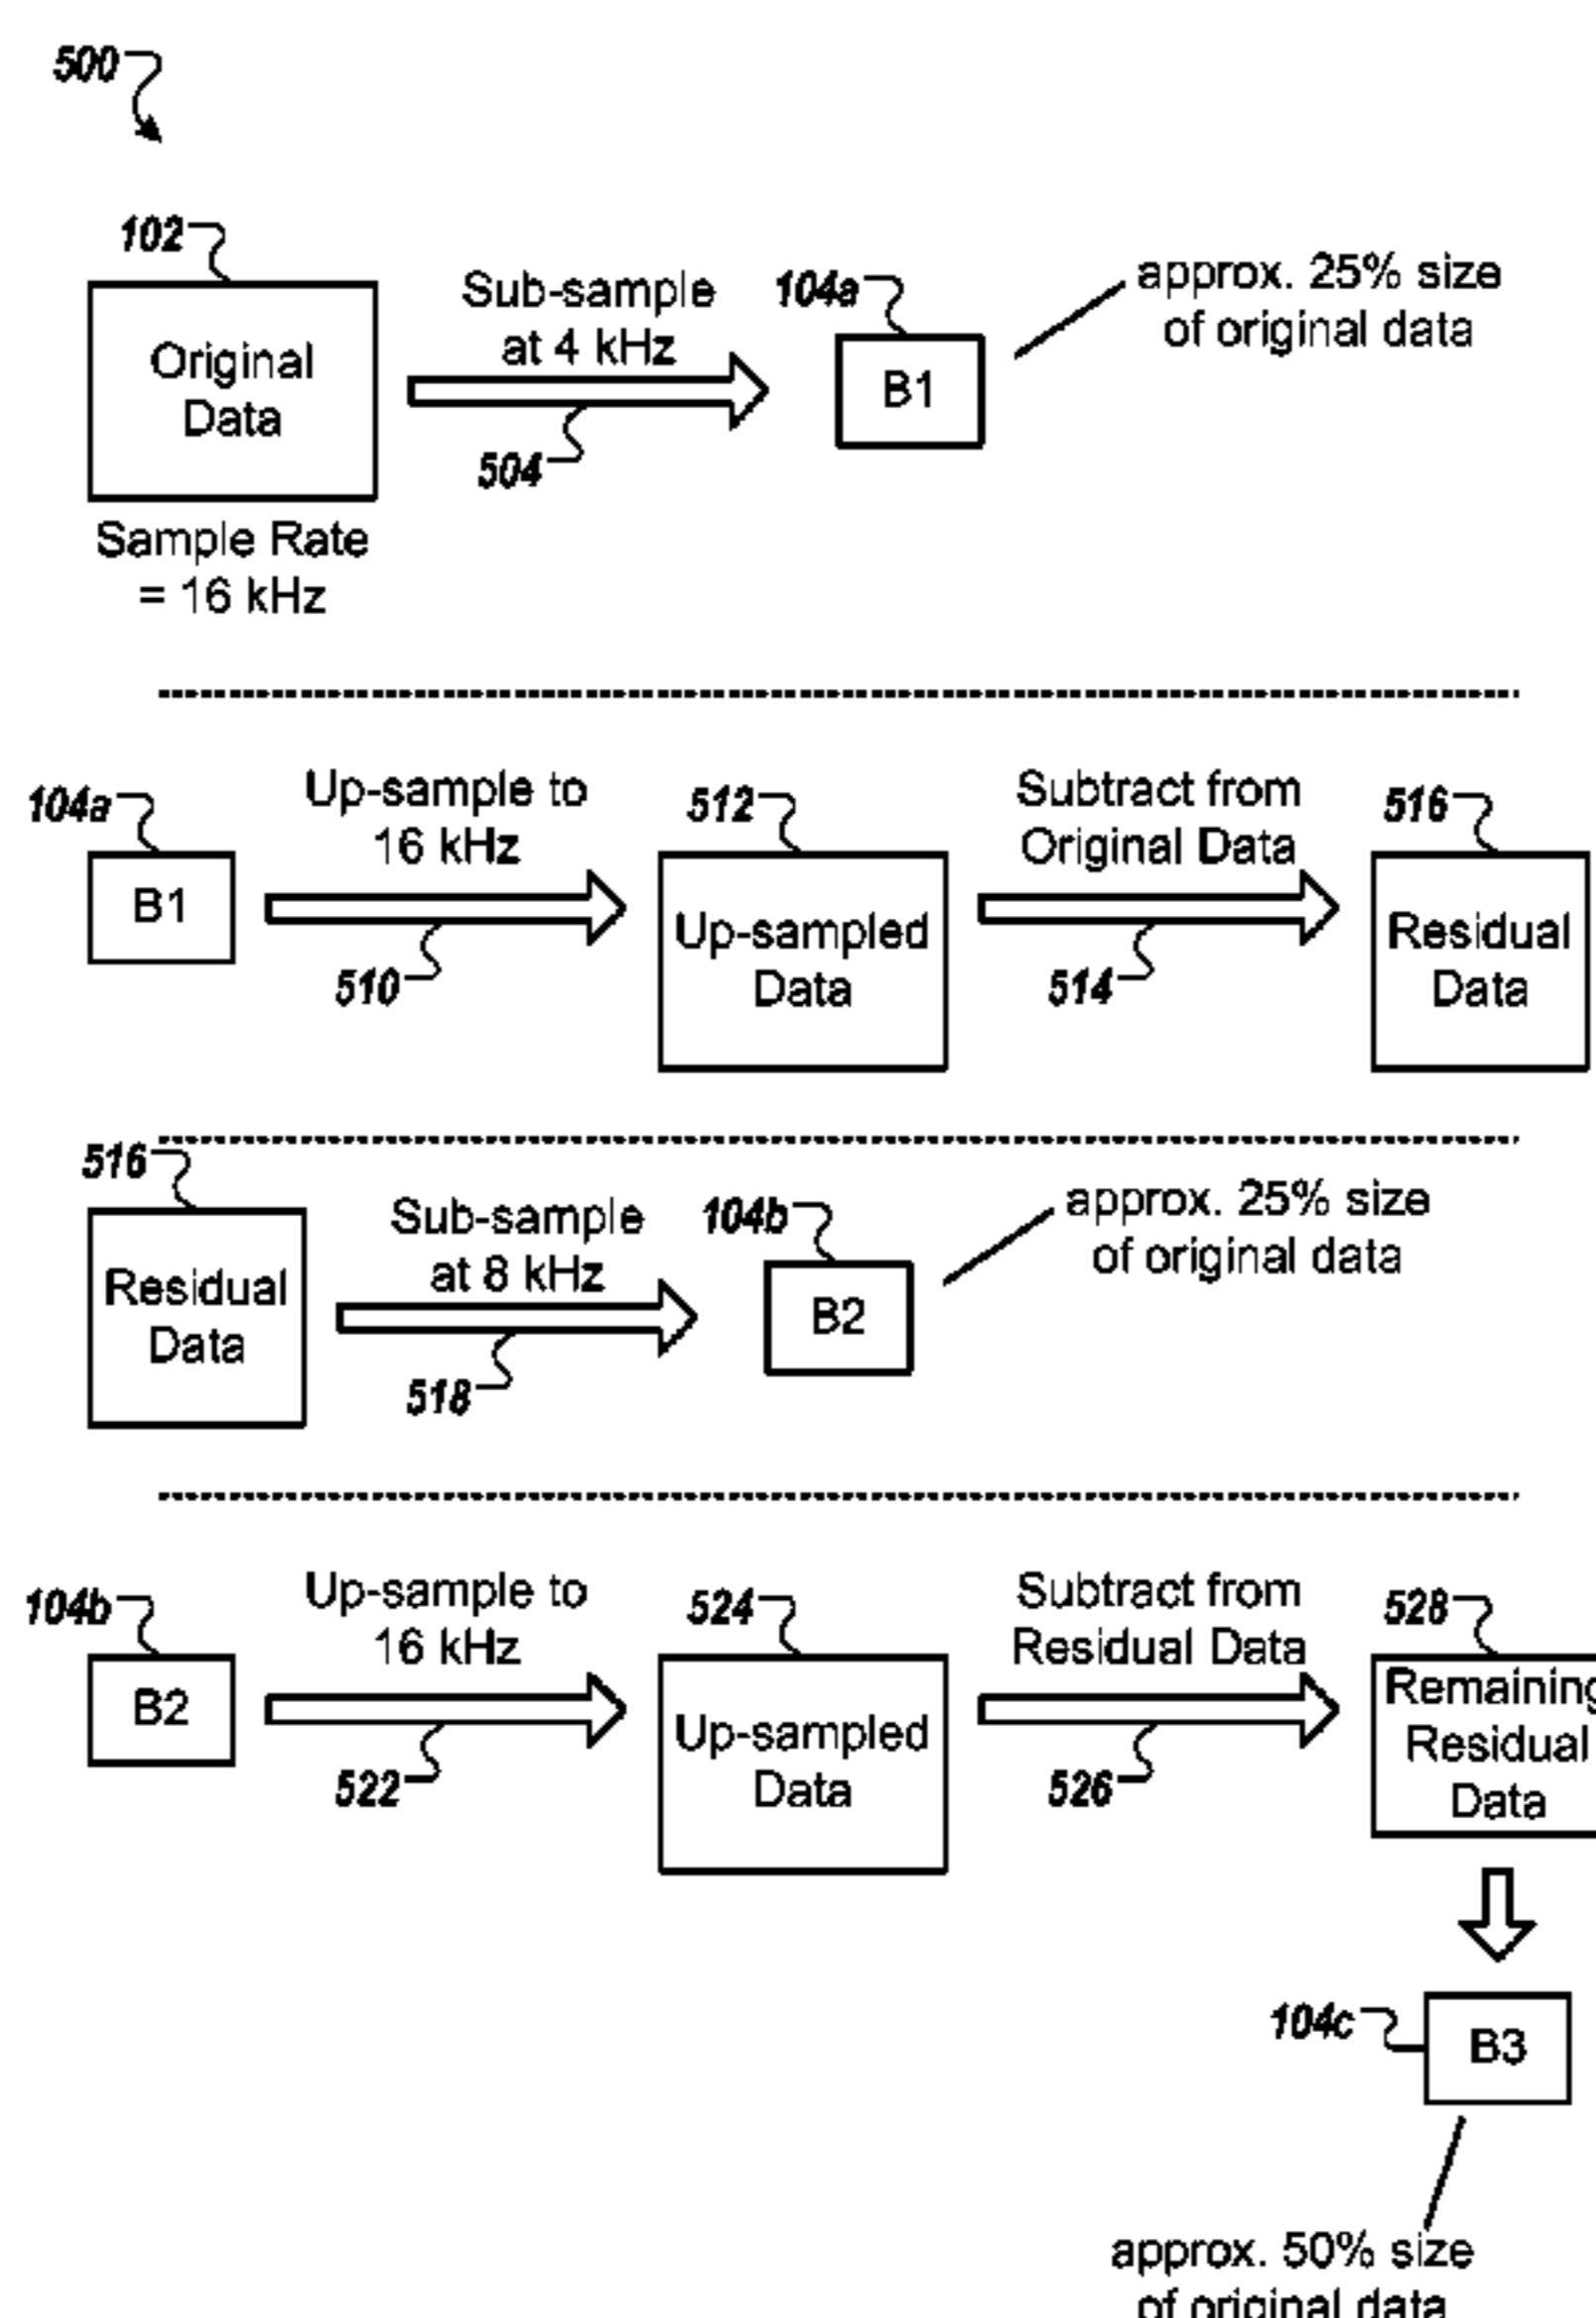 500
102
Original
Data
Sample Rate
= 16 kHz
Sub-sample
at 4 kHz
504
104a
B1
approx. 25% size
of original data
104a
B1
Up-sample to
16 kHz
510
512
Up-sampled
Data
Subtract from
Original Data
514
516
Residual
Data
516
Residual
Data
Sub-sample
at 8 kHz
518
104b
B2
approx. 25% size
of original data
104b
B2
Up-sample to
16 kHz
522
524
Up-sampled
Data
Subtract from
Residual Data
526
528
Remaining
Residual
Data
104c
B3
approx. 50% size
of original data